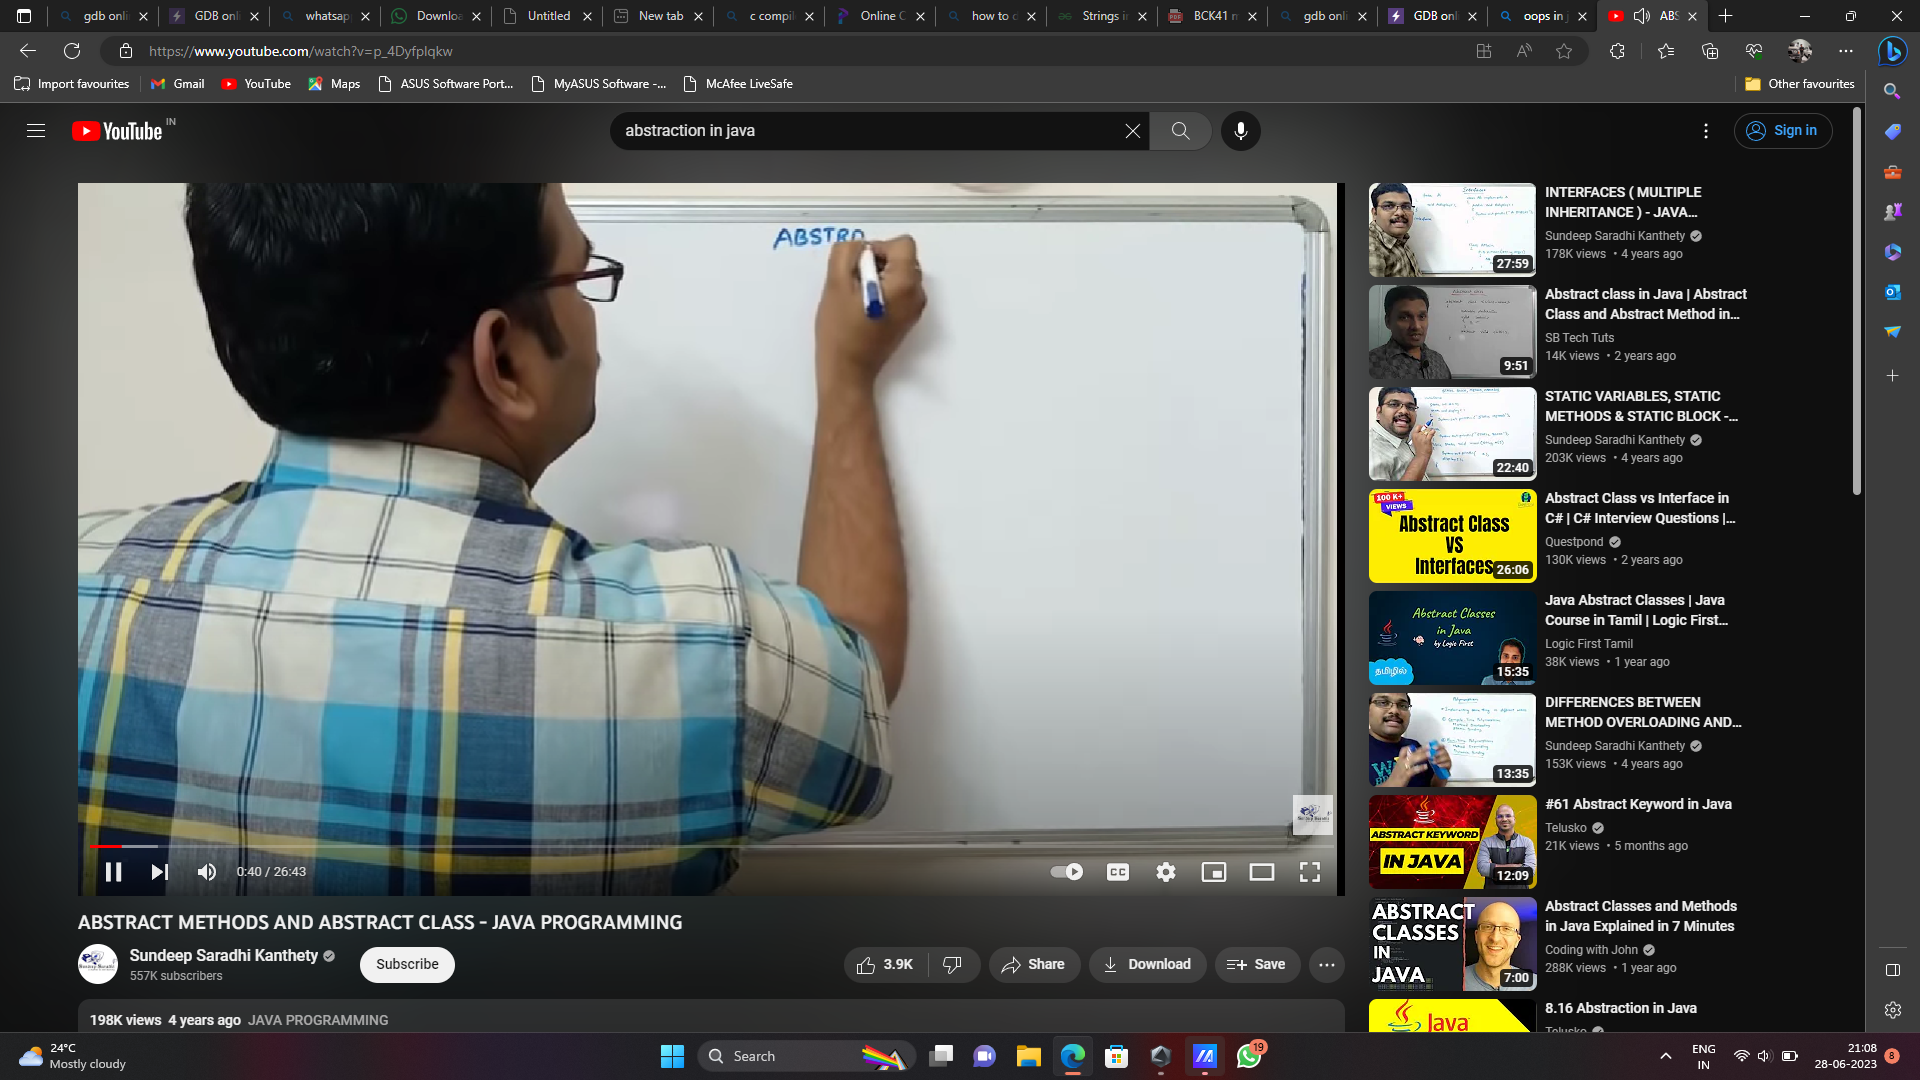 gdb onli
GDB onli
whatsap
Downloa
Untitled
New tab
c compil
Online C
how to d
Strings in
BCK41 m
gdb onli
GDB onli
oops in j
ABS
https://www.youtube.com/watch?v=p_4Dyfplqkw
Import favourites
Gmail
YouTube
Maps
ASUS Software Port...
MyASUS Software -...
McAfee LiveSafe
Other favourites
YouTube IN
abstraction in java
Sign in
ABSTRA
0:40 / 26:43
CC
ABSTRACT METHODS AND ABSTRACT CLASS - JAVA PROGRAMMING
Sundeep Saradhi Kanthety
557K subscribers
Subscribe
3.9K
Share
Download
Save
198K views 4 years ago JAVA PROGRAMMING
27:59
INTERFACES ( MULTIPLE
INHERITANCE ) - JAVA...
Sundeep Saradhi Kanthety
178K views • 4 years ago
9:51
Abstract class in Java | Abstract
Class and Abstract Method in...
SB Tech Tuts
14K views • 2 years ago
22:40
STATIC VARIABLES, STATIC
METHODS & STATIC BLOCK -...
Sundeep Saradhi Kanthety
203K views • 4 years ago
100 K+
VIEWS
Abstract Class
VS
Interfaces
26:06
Abstract Class vs Interface in
C# | C# Interview Questions |...
Questpond
130K views • 2 years ago
Abstract Classes
in Java
by Logic First
தமிழில்
15:35
Java Abstract Classes | Java
Course in Tamil | Logic First...
Logic First Tamil
38K views • 1 year ago
13:35
DIFFERENCES BETWEEN
METHOD OVERLOADING AND...
Sundeep Saradhi Kanthety
153K views • 4 years ago
ABSTRACT KEYWORD
IN JAVA
12:09
#61 Abstract Keyword in Java
Telusko
21K views • 5 months ago
ABSTRACT
CLASSES
IN
JAVA
7:00
Abstract Classes and Methods
in Java Explained in 7 Minutes
Coding with John
288K views • 1 year ago
Java
8.16 Abstraction in Java
Telusko
24°C
Mostly cloudy
Search
19
ENG
IN
21:08
28-06-2023
8